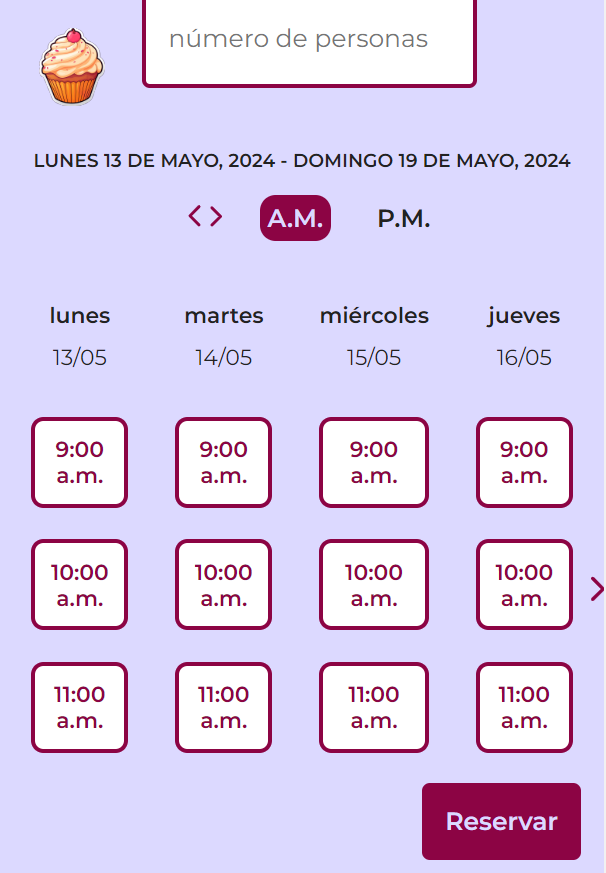 número de personas
LUNES 13 DE MAYO, 2024 - DOMINGO 19 DE MAYO, 2024
< > A.M. P.M.
lunes martes miércoles jueves
13/05 14/05 15/05 16/05
9:00 9:00 9:00 9:00
a.m. a.m. a.m. a.m.
10:00 10:00 10:00 10:00
a.m. a.m. a.m. a.m.
11:00 11:00 11:00 11:00
a.m. a.m. a.m. a.m.
Reservar